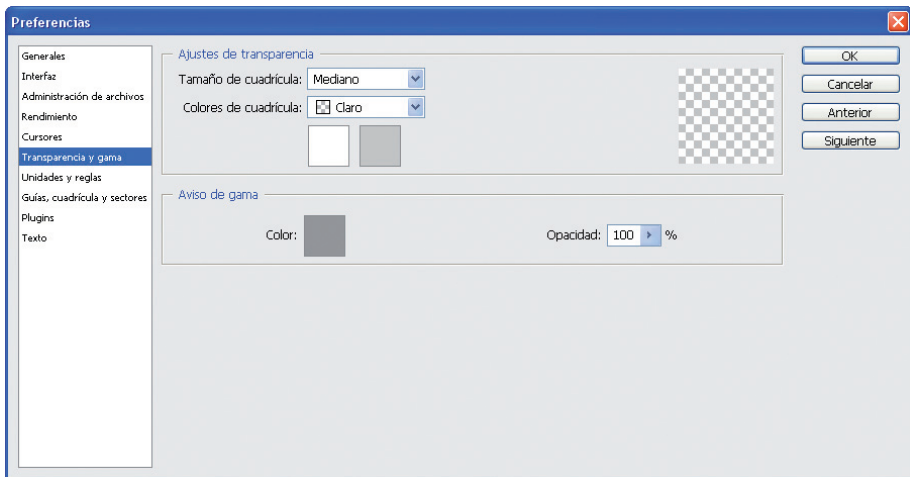 Preferencias
Generales
Interfaz
Administración de archivos
Rendimiento
Cursores
Transparencia y gama
Unidades y reglas
Guías, cuadrícula y sectores
Plugins
Texto
Ajustes de transparencia
Tamaño de cuadrícula: Mediano
Colores de cuadrícula: Claro
Aviso de gama
Color:
Opacidad: 100 %
OK
Cancelar
Anterior
Siguiente